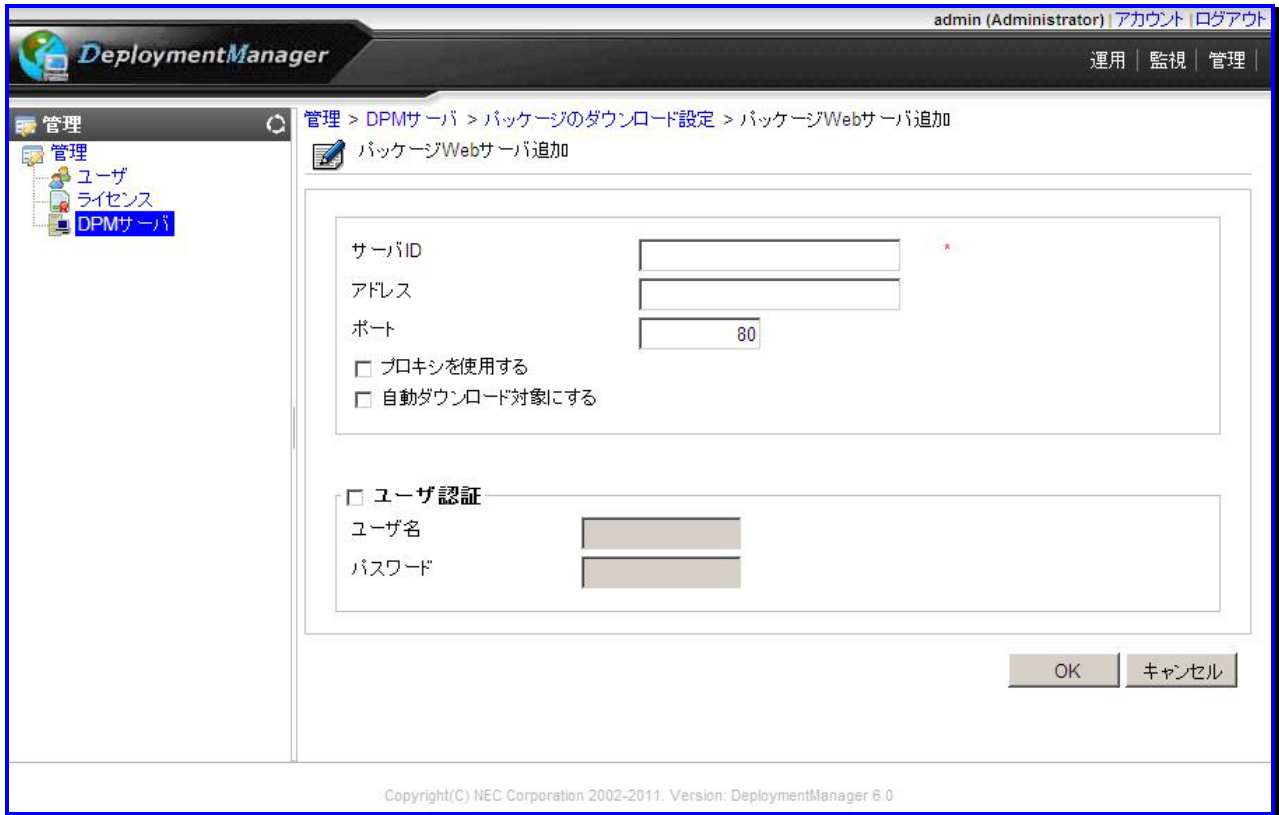 admin (Administrator) | アカウント | ログアウト
DeploymentManager
運用 | 監視 | 管理 |
管理
管理
ユーザ
ライセンス
DPMサーバ
管理 > DPMサーバ > パッケージのダウンロード設定 > パッケージWebサーバ追加
パッケージWebサーバ追加
サーバID *
アドレス
ポート 80
プロキシを使用する
自動ダウンロード対象にする
ユーザ認証
ユーザ名
パスワード
OK キャンセル
Copyright(C) NEC Corporation 2002-2011. Version: DeploymentManager 6.0